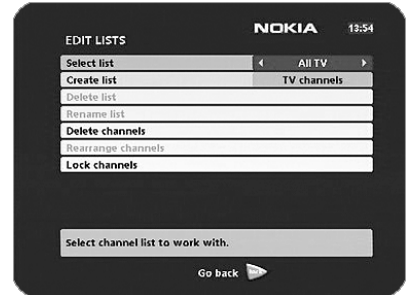 NOKIA 13:54
EDIT LISTS
Select list All TV
Create list TV channels
Delete list
Rename list
Delete channels
Rearrange channels
Lock channels
Select channel list to work with.
Go back